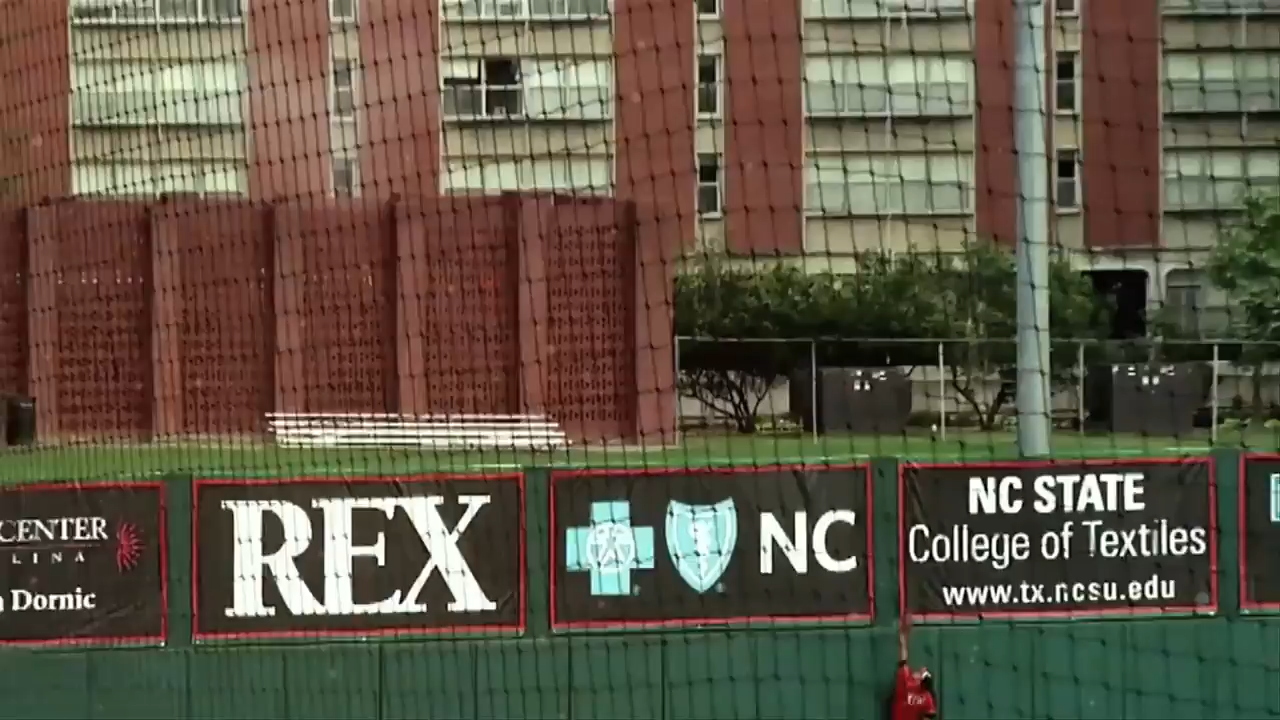 CENTER
LINA
Dornic
REX
NC
NC STATE
College of Textiles
www.tx.ncsu.edu